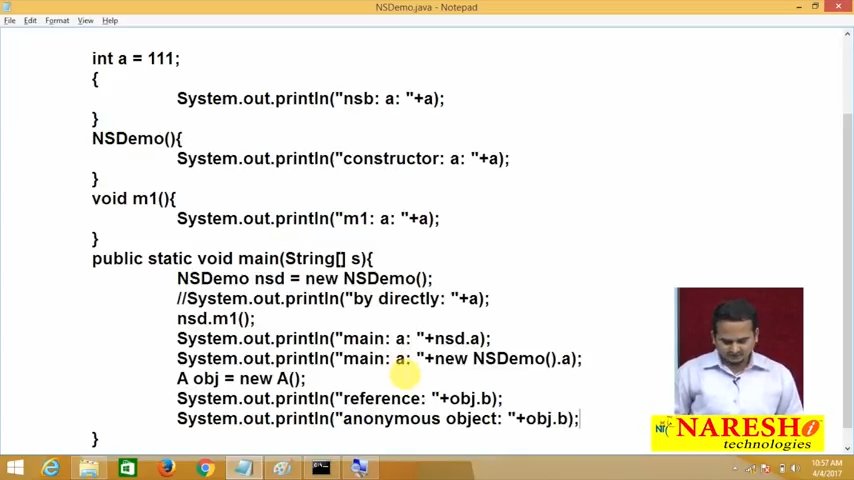 NSDemo.java - Notepad
File Edit Format View Help
int a = 111;
{
System.out.println("nsb: a: "+a);
}
NSDemo(){
System.out.println("constructor: a: "+a);
}
void m1(){
System.out.println("m1: a: "+a);
}
public static void main(String[] s){
NSDemo nsd = new NSDemo();
//System.out.println("by directly: "+a);
nsd.m1();
System.out.println("main: a: "+nsd.a);
System.out.println("main: a: "+new NSDemo().a);
A obj = new A();
System.out.println("reference: "+obj.b);
System.out.println("anonymous object: "+obj.b);
}
NARESH
technologies
10:57 AM
4/4/2017